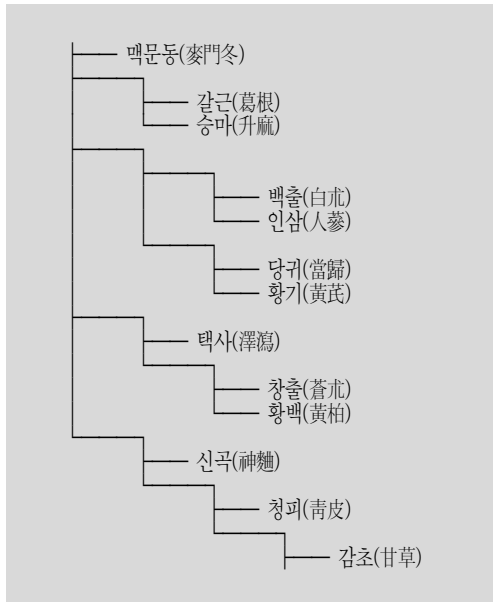 맥문동(麥門冬)
갈근(葛根)
승마(升麻)
백출(白朮)
인삼(人蔘)
당귀(當歸)
황기(黃芪)
택사(澤瀉)
창출(蒼朮)
황백(黃柏)
신곡(神麯)
청피(靑皮)
감초(甘草)